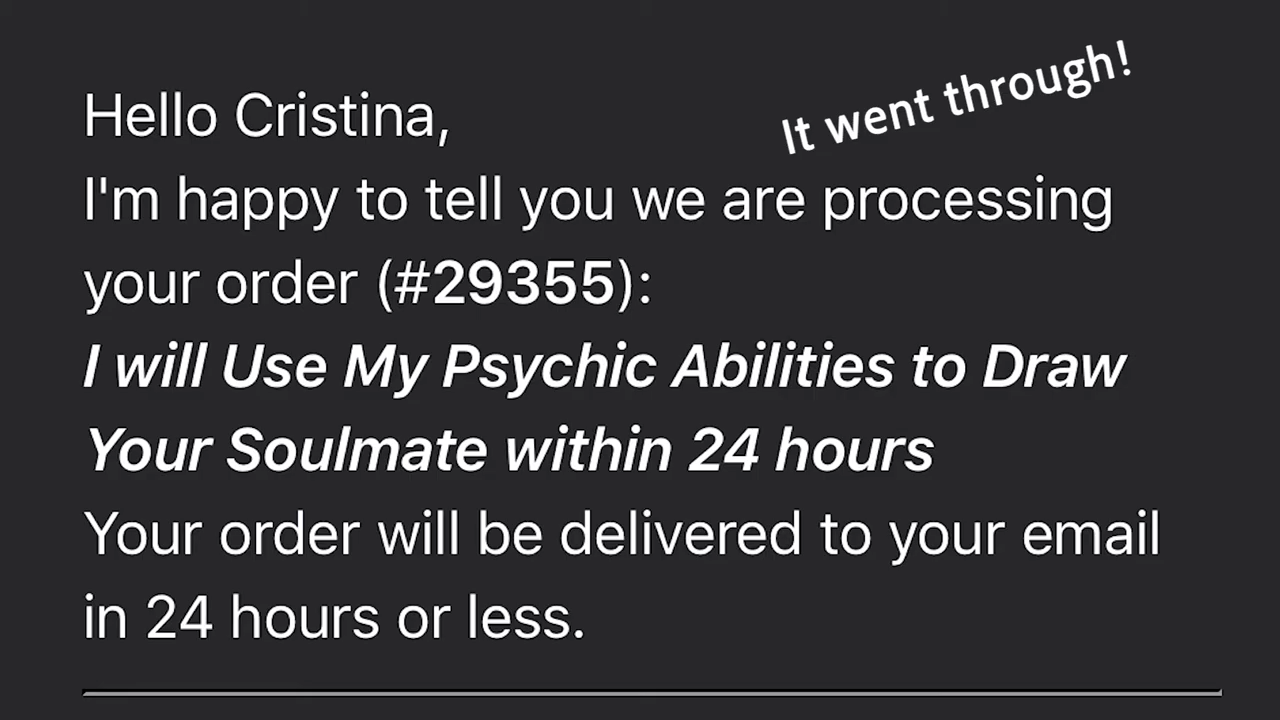 It went through!
Hello Cristina,
I'm happy to tell you we are processing
your order (#29355):
I will Use My Psychic Abilities to Draw
Your Soulmate within 24 hours
Your order will be delivered to your email
in 24 hours or less.